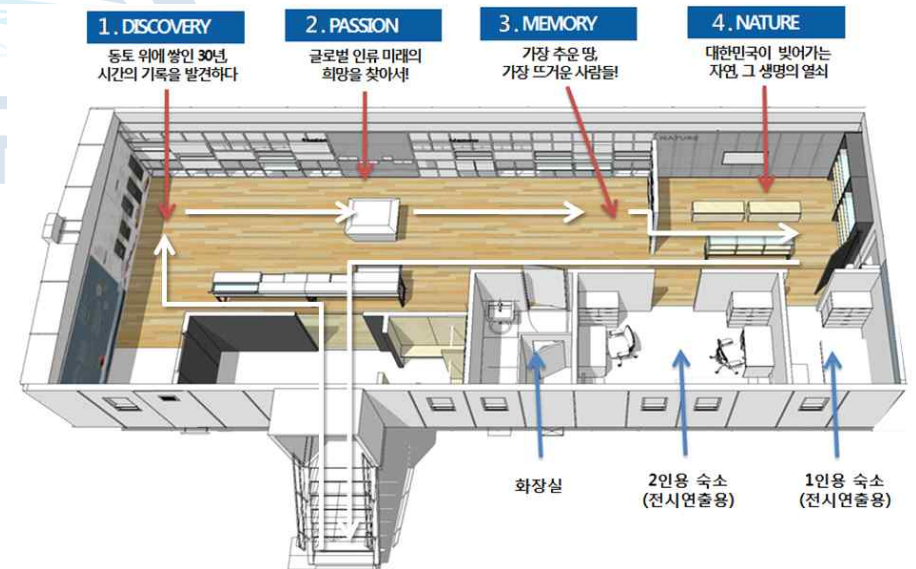 1. DISCOVERY
동토 위에 쌓인 30년,
시간의 기록을 발견하다
2. PASSION
글로벌 인류 미래의
희망을 찾아서!
3. MEMORY
가장 추운 땅,
가장 뜨거운 사람들!
4. NATURE
대한민국이 빚어가는
자연, 그 생명의 열쇠
NATURE
화장실
2인용 숙소
(전시연출용)
1인용 숙소
(전시연출용)